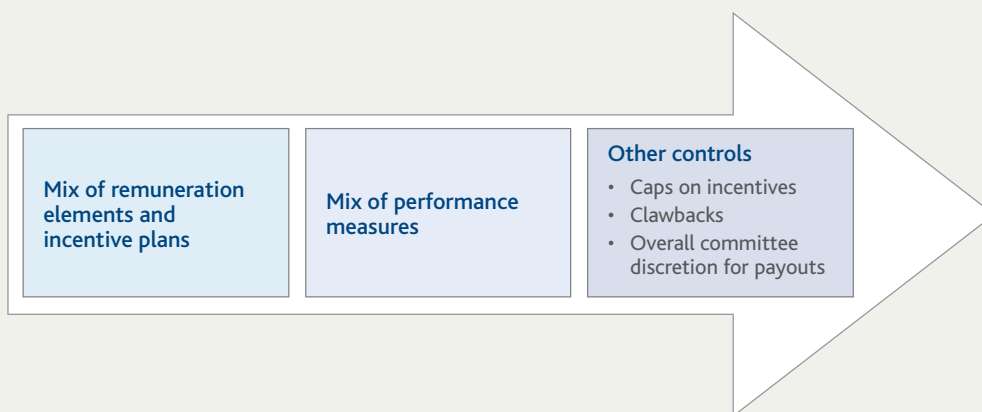 Mix of remuneration
elements and
incentive plans
Mix of performance
measures
Other controls
• Caps on incentives
• Clawbacks
• Overall committee
discretion for payouts